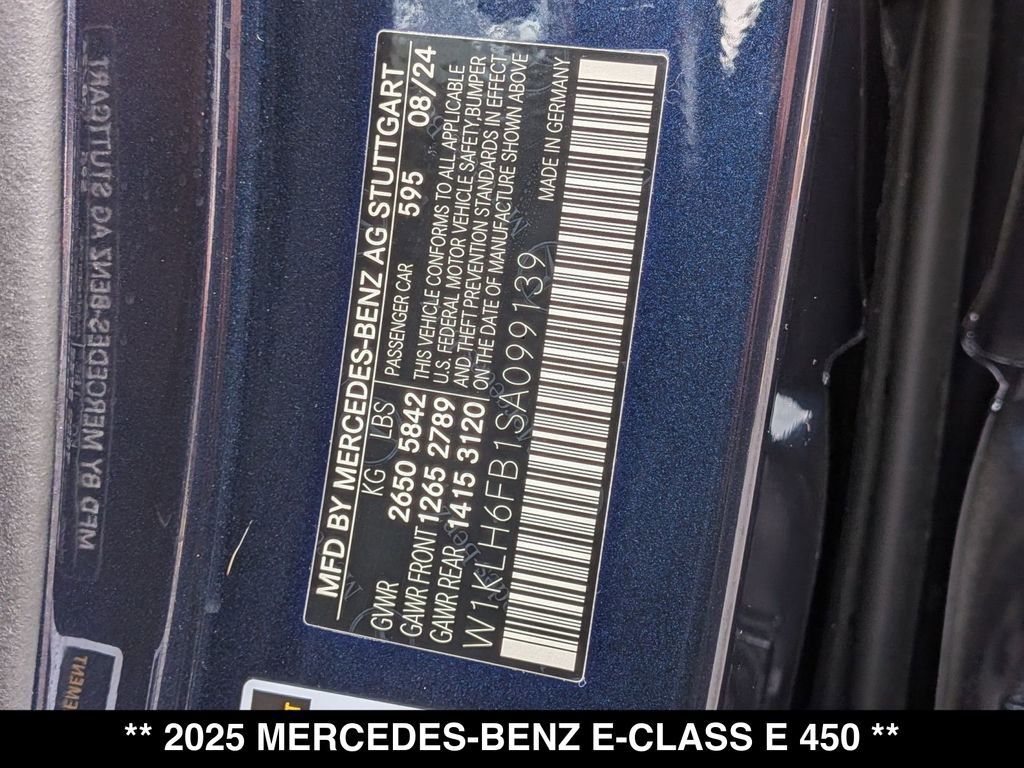 MFD BY MERCEDES-BENZ AG STUTTGART
KG LBS 595 08/24
GVWR 2650 5842
GAWR FRONT 1265 2789
GAWR REAR 1415 3120
PASSENGER CAR
THIS VEHICLE CONFORMS TO ALL APPLICABLE
U.S. FEDERAL MOTOR VEHICLE SAFETY,BUMPER
AND THEFT PREVENTION STANDARDS IN EFFECT
ON THE DATE OF MANUFACTURE SHOWN ABOVE
W1KLH6FB1SA099139
MADE IN GERMANY
MFD BY MERCEDES-BENZ AG STUTTGART
** 2025 MERCEDES-BENZ E-CLASS E 450 **